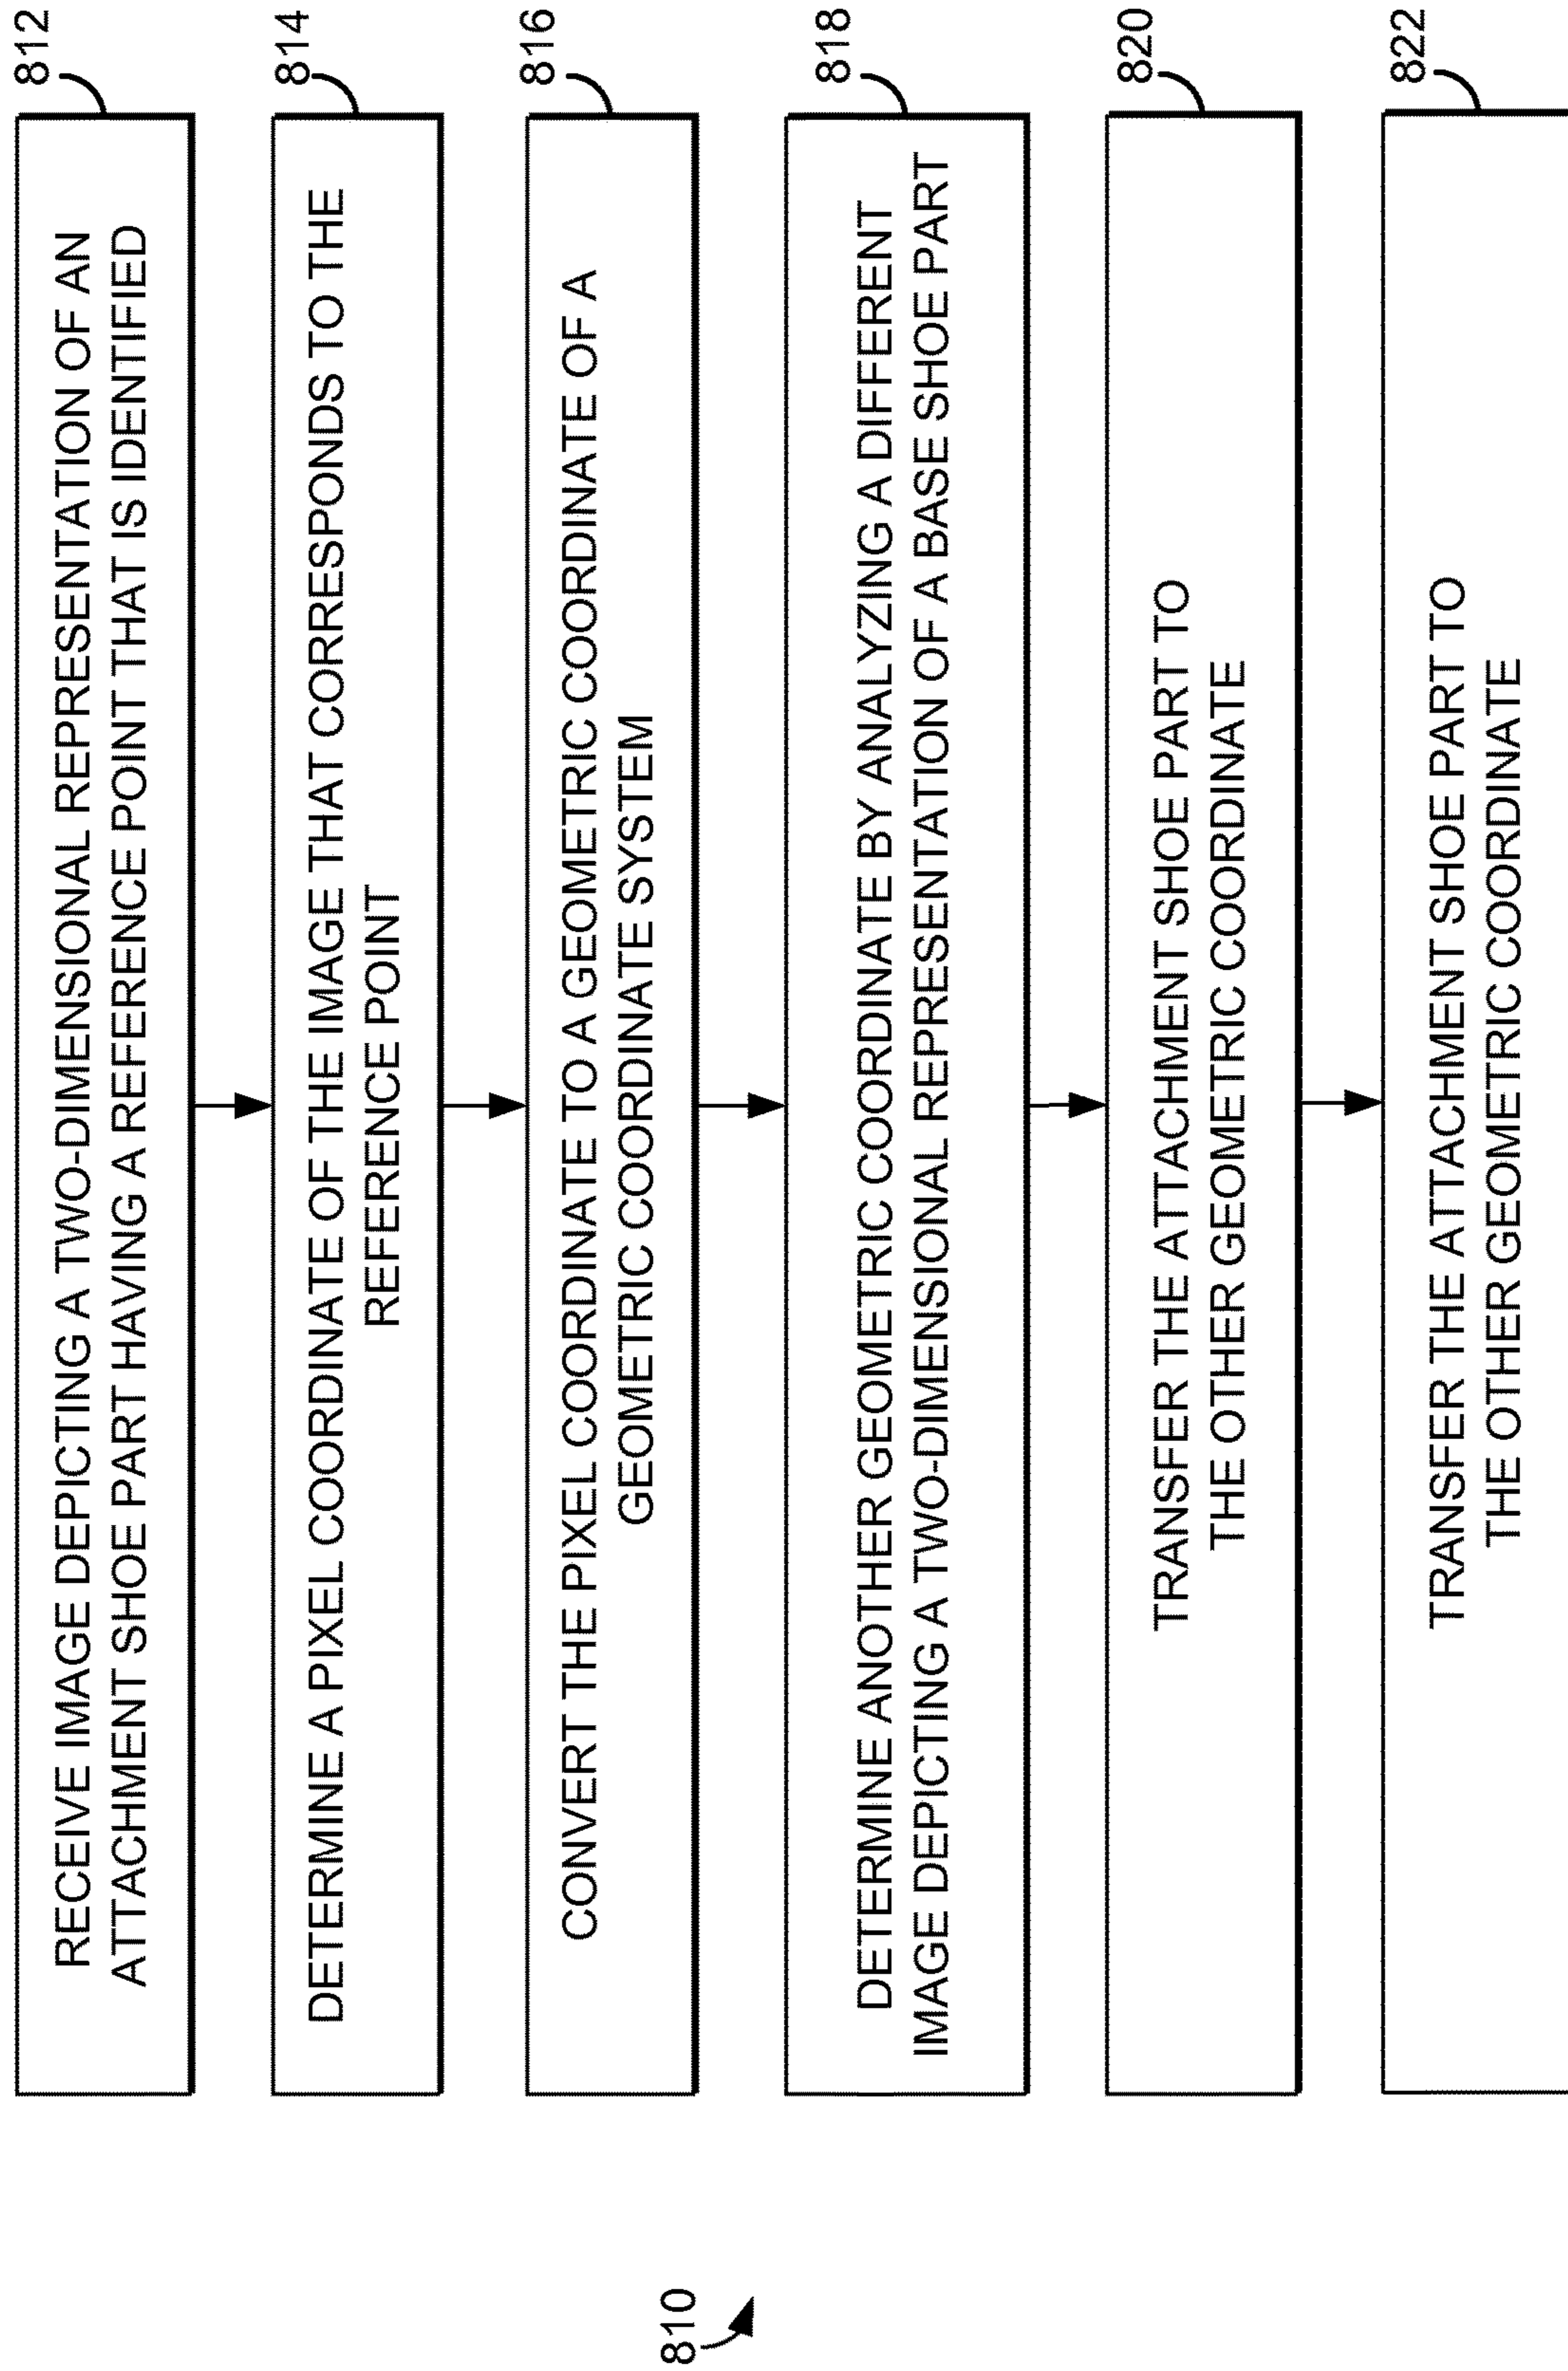 812
RECEIVE IMAGE DEPICTING A TWO-DIMENSIONAL REPRESENTATION OF AN
ATTACHMENT SHOE PART HAVING A REFERENCE POINT THAT IS IDENTIFIED
814
DETERMINE A PIXEL COORDINATE OF THE IMAGE THAT CORRESPONDS TO THE
REFERENCE POINT
816
CONVERT THE PIXEL COORDINATE TO A GEOMETRIC COORDINATE OF A
GEOMETRIC COORDINATE SYSTEM
818
DETERMINE ANOTHER GEOMETRIC COORDINATE BY ANALYZING A DIFFERENT
IMAGE DEPICTING A TWO-DIMENSIONAL REPRESENTATION OF A BASE SHOE PART
820
TRANSFER THE ATTACHMENT SHOE PART TO
THE OTHER GEOMETRIC COORDINATE
822
TRANSFER THE ATTACHMENT SHOE PART TO
THE OTHER GEOMETRIC COORDINATE
810